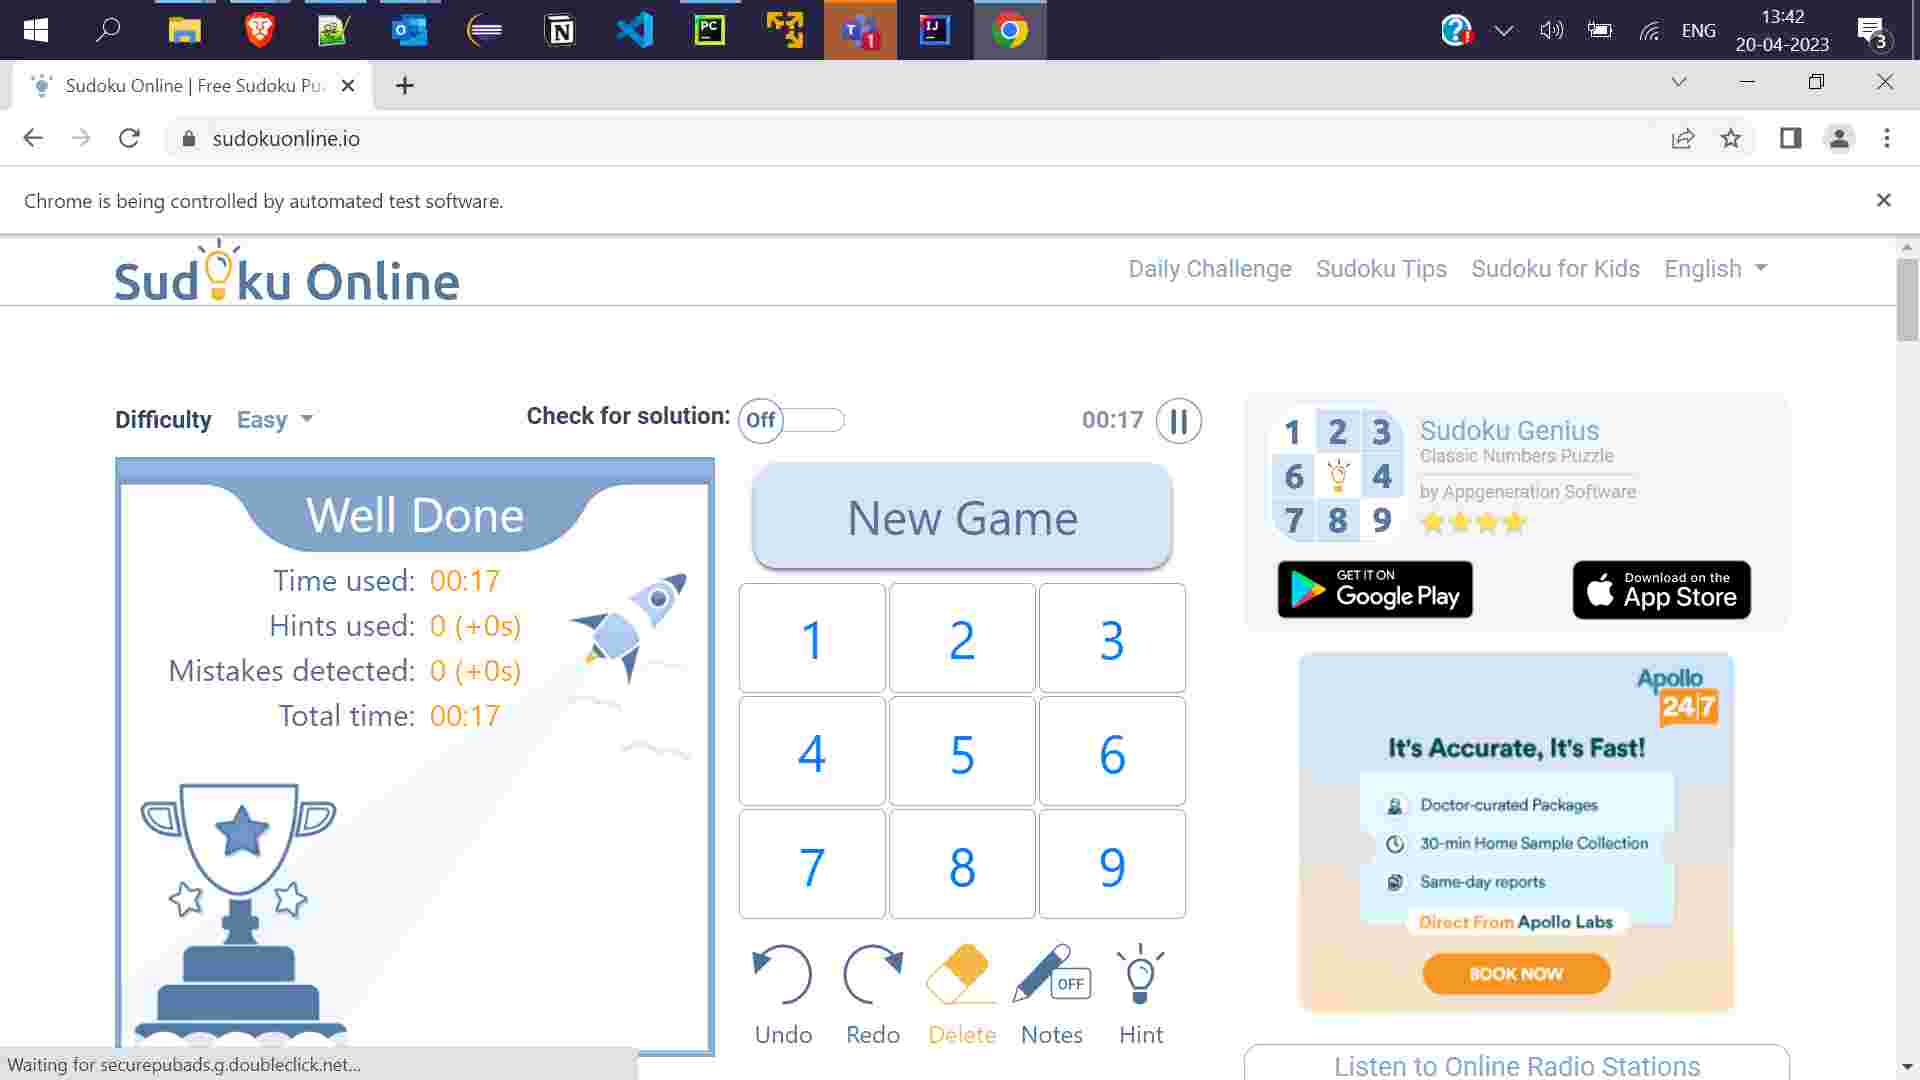 PC
1
IJ
ENG
13:42
20-04-2023
3
Sudoku Online | Free Sudoku Pu
sudokuonline.io
Chrome is being controlled by automated test software.
Sudoku Online
Daily Challenge Sudoku Tips Sudoku for Kids English
Difficulty Easy
Check for solution: Off
00:17
Well Done
Time used: 00:17
Hints used: 0 (+0s)
Mistakes detected: 0 (+0s)
Total time: 00:17
New Game
1 2 3
4 5 6
7 8 9
Undo Redo Delete Notes OFF Hint
1 2 3
6 4
7 8 9
Sudoku Genius
Classic Numbers Puzzle
by Appgeneration Software
GET IT ON
Google Play
Download on the
App Store
Apollo
24|7
It's Accurate, It's Fast!
Doctor-curated Packages
30-min Home Sample Collection
Same-day reports
Direct From Apollo Labs
BOOK NOW
Listen to Online Radio Stations
Waiting for securepubads.g.doubleclick.net...